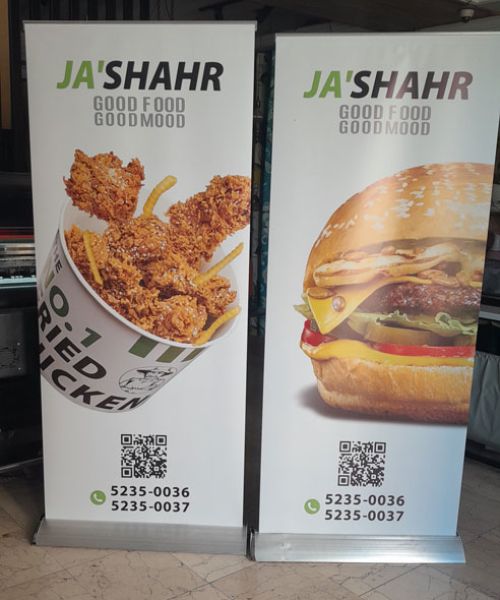 JA'SHAHR
GOOD FOOD
GOOD MOOD
THE
NO.1
FRIED
CHICKEN
5235-0036
5235-0037
JA'SHAHR
GOOD FOOD
GOOD MOOD
5235-0036
5235-0037